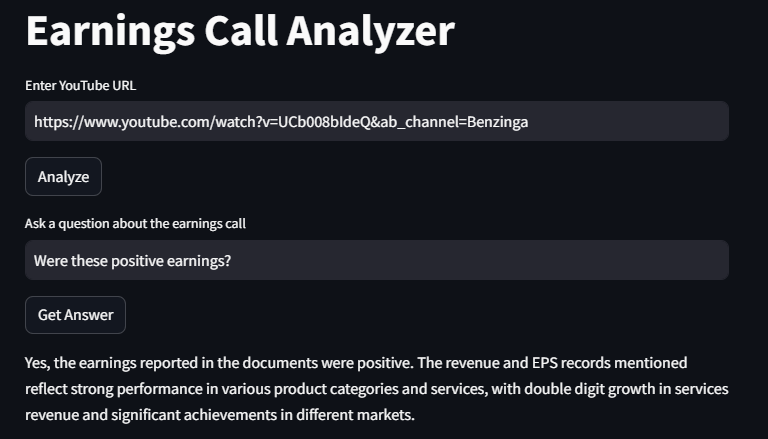 Earnings Call Analyzer
Enter YouTube URL
https://www.youtube.com/watch?v=UCb008bIdeQ&ab_channel=Benzinga
Analyze
Ask a question about the earnings call
Were these positive earnings?
Get Answer
Yes, the earnings reported in the documents were positive. The revenue and EPS records mentioned
reflect strong performance in various product categories and services, with double digit growth in services
revenue and significant achievements in different markets.